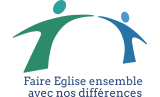 Faire Eglise ensemble
avec nos différences